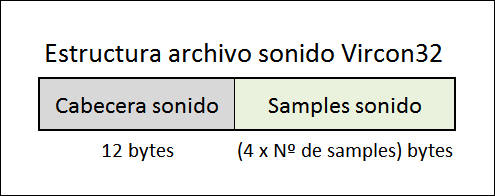 Estructura archivo sonido Vircon32
Cabecera sonido Samples sonido
12 bytes (4 x Nº de samples) bytes